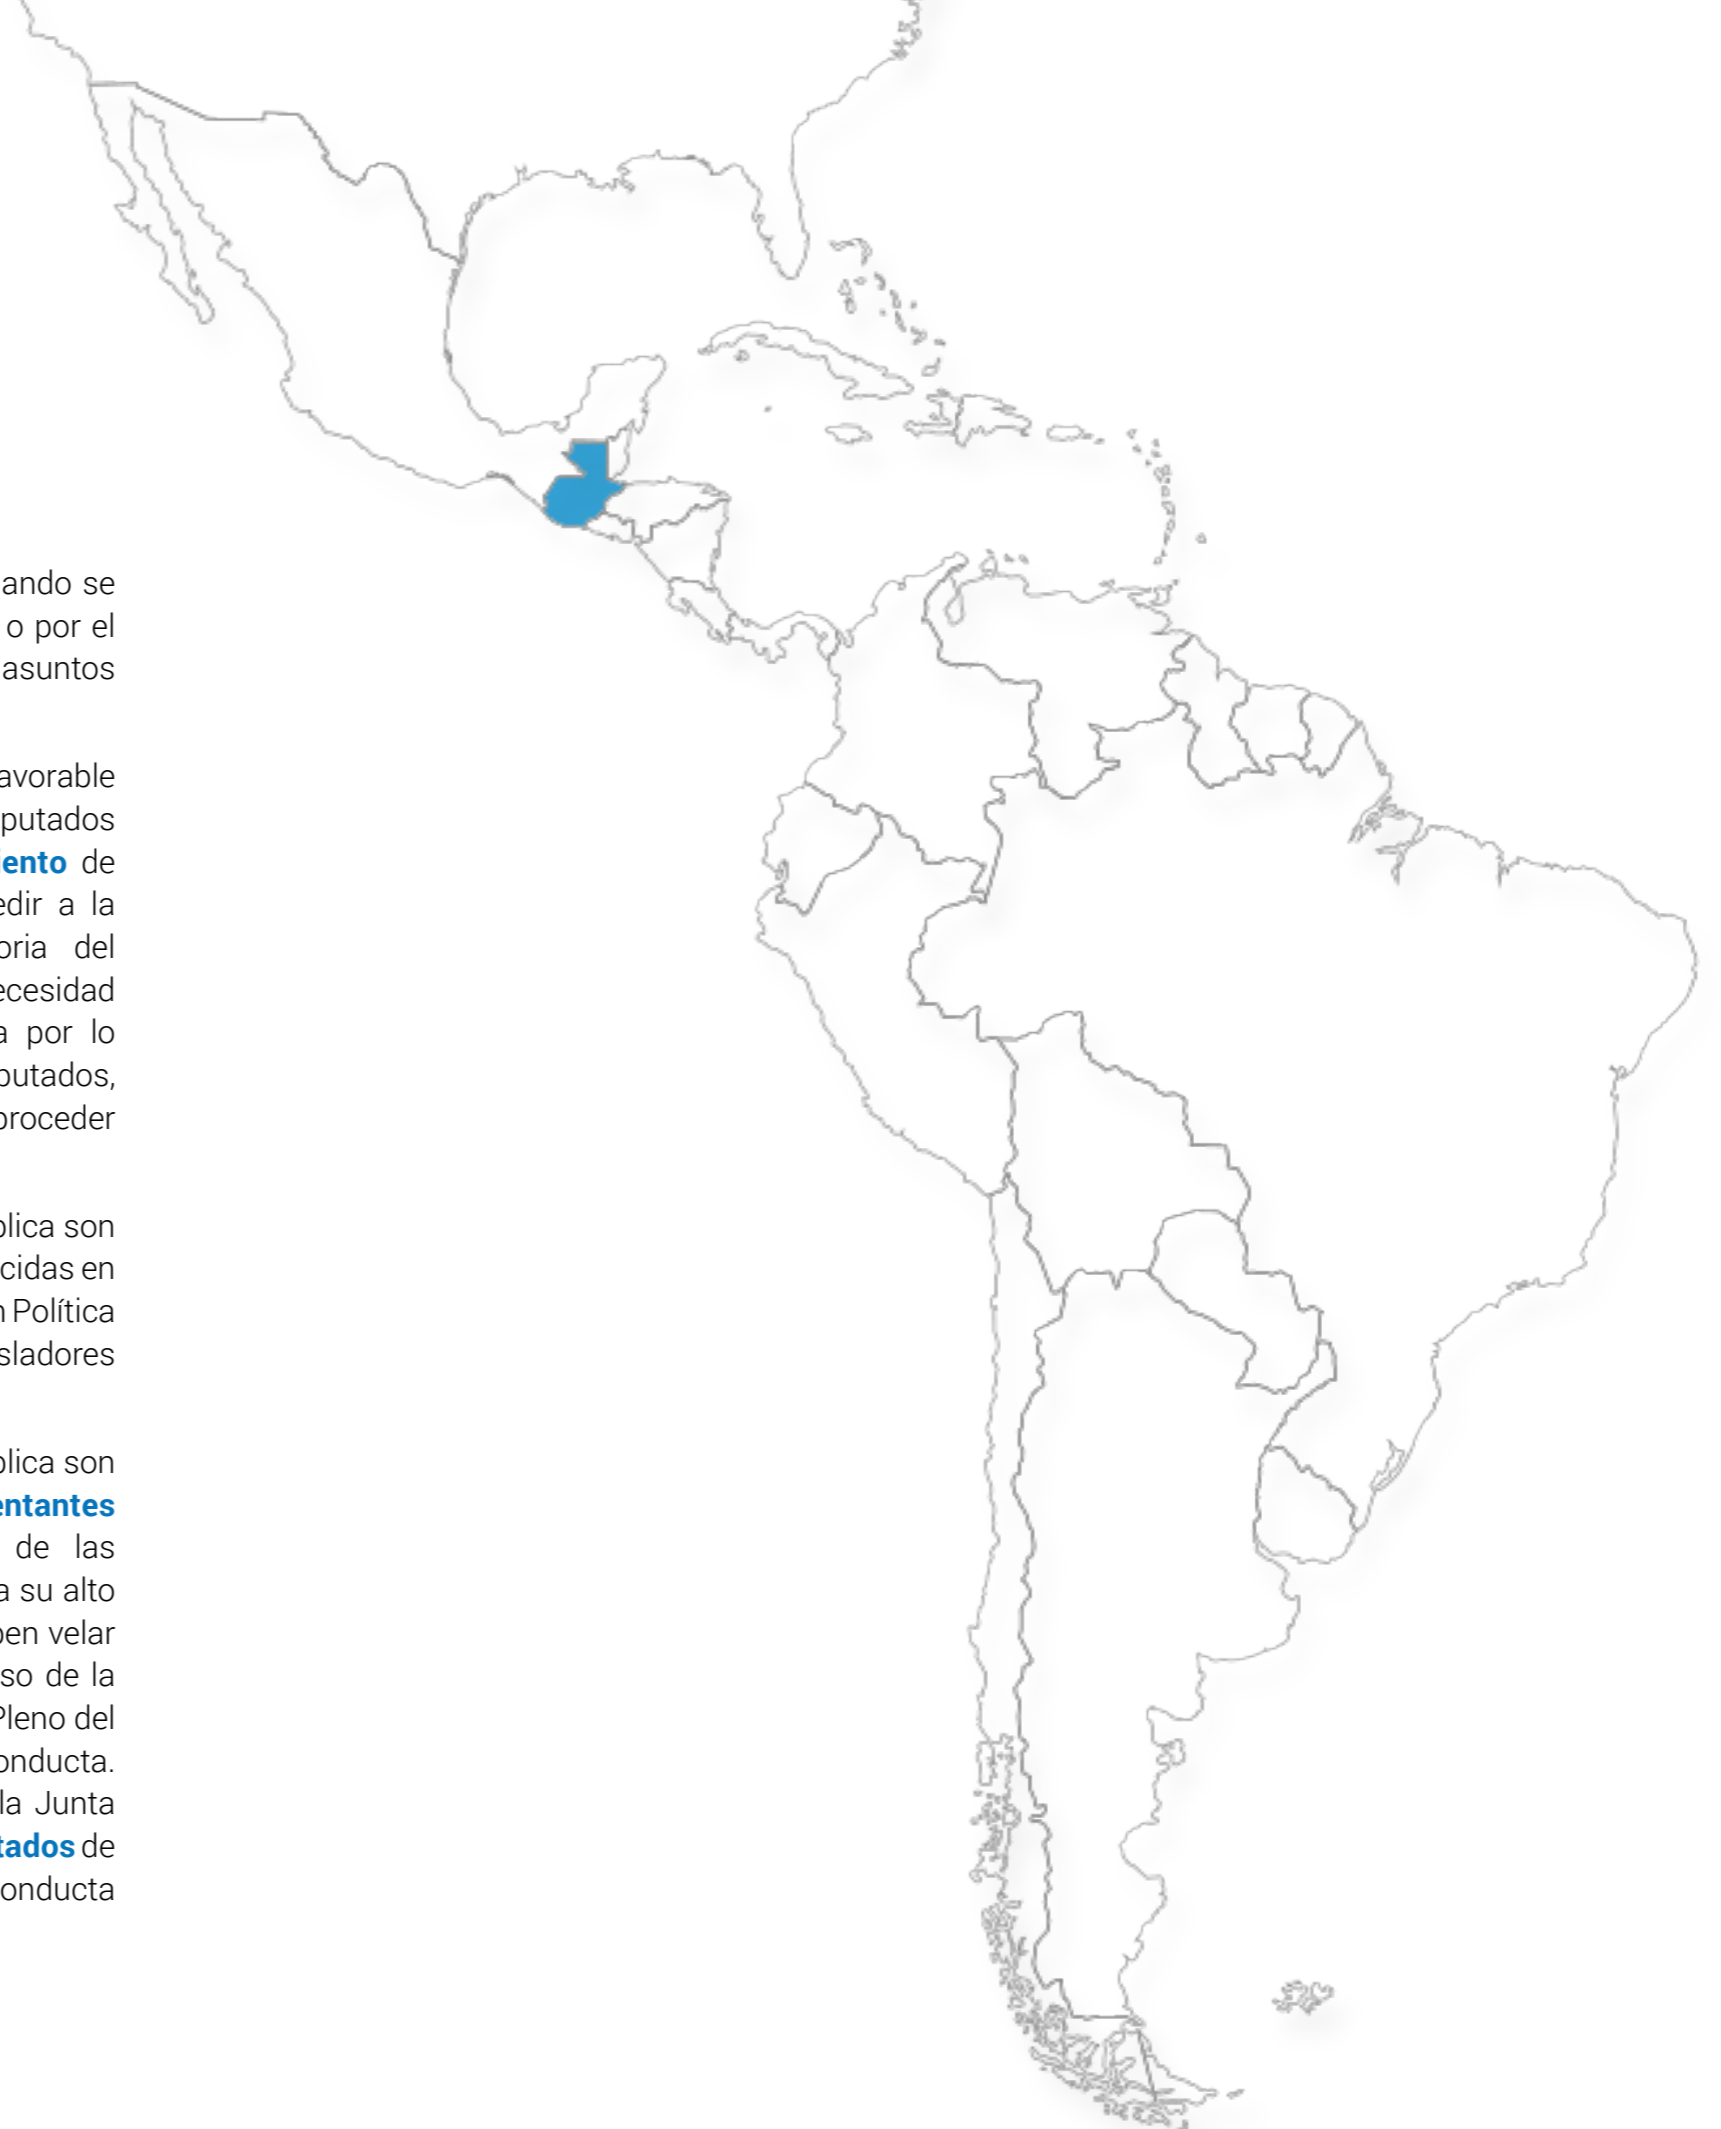 ando se
o por el
asuntos
avorable
putados
iento de
edir a la
oria del
ecesidad
a por lo
putados,
proceder
blica son
cidas en
n Política
sladores
blica son
entantes
de las
a su alto
ben velar
so de la
Pleno del
onducta.
la Junta
tados de
onducta